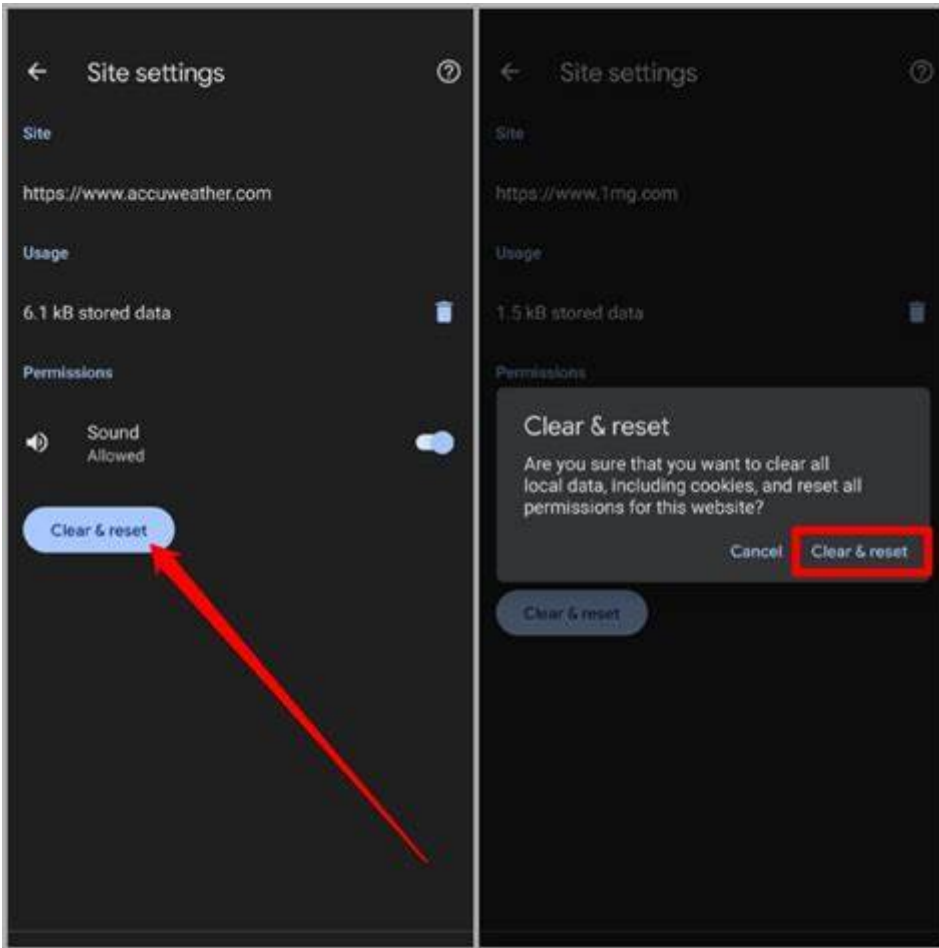 Site settings
Site
https://www.accuweather.com
Usage
6.1 kB stored data
Permissions
Sound
Allowed
Clear & reset
Site settings
Site
https://www.1mg.com
Usage
1.5 kB stored data
Permissions
Clear & reset
Are you sure that you want to clear all
local data, including cookies, and reset all
permissions for this website?
Cancel Clear & reset
Clear & reset